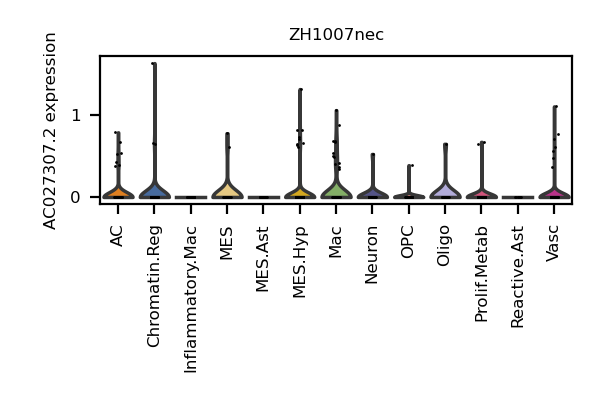 ZH1007nec
AC027307.2 expression
1
0
AC
Chromatin.Reg
Inflammatory.Mac
MES
MES.Ast
MES.Hyp
Mac
Neuron
OPC
Oligo
Prolif.Metab
Reactive.Ast
Vasc